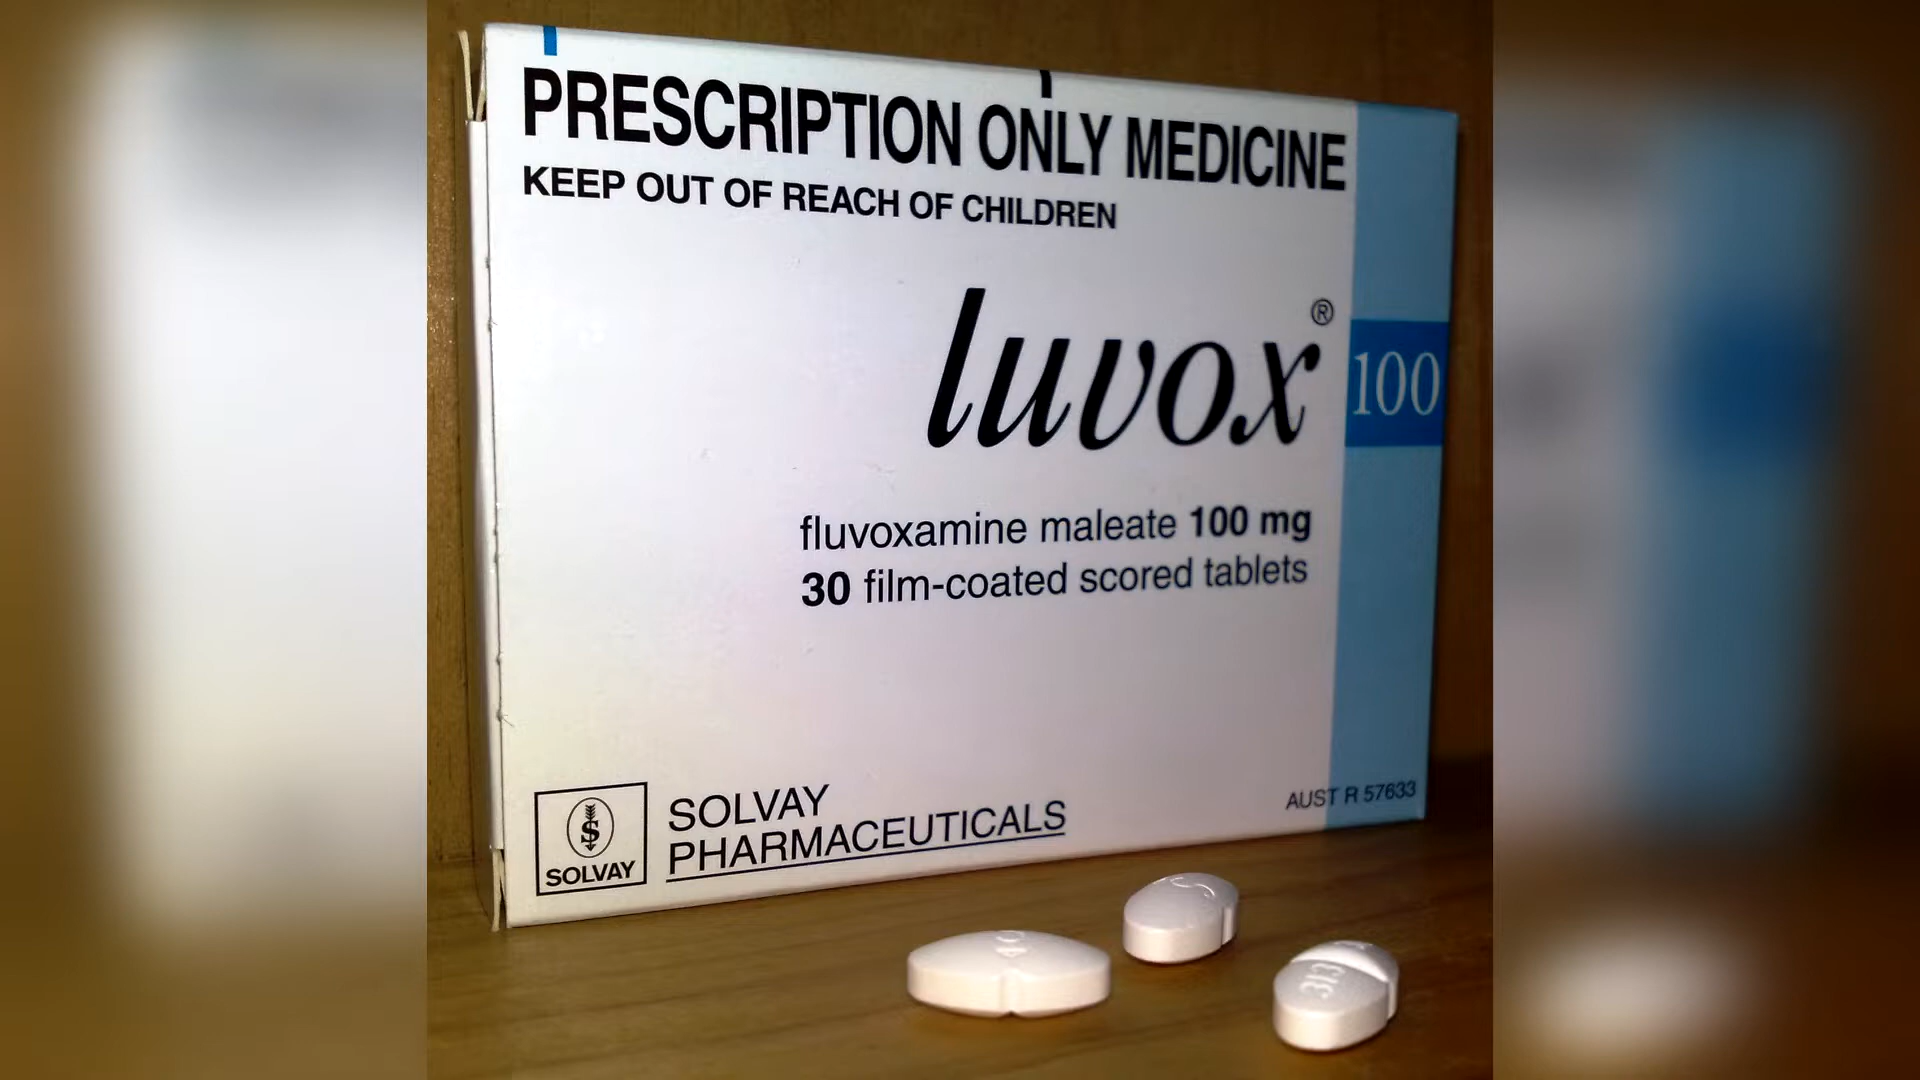 PRESCRIPTION ONLY MEDICINE
KEEP OUT OF REACH OF CHILDREN
luvox®
100
fluvoxamine maleate 100 mg
30 film-coated scored tablets
SOLVAY
SOLVAY
PHARMACEUTICALS
AUST R 57633
S
313